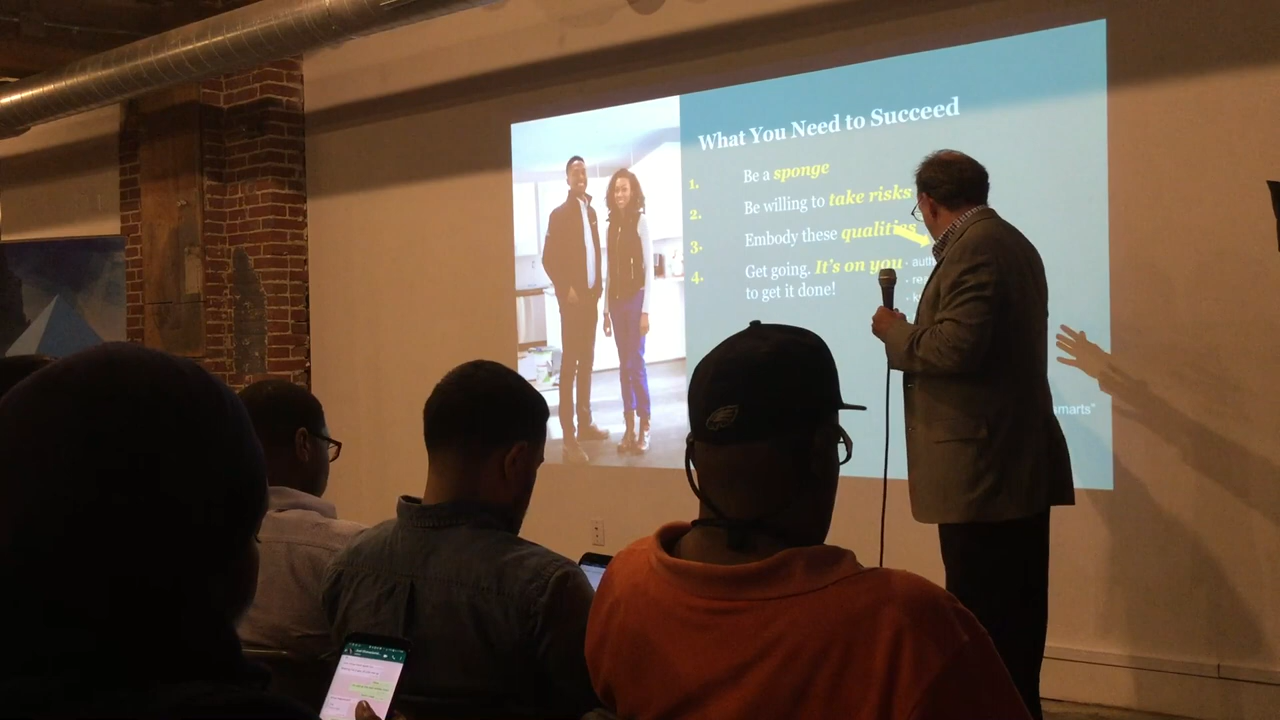 What You Need to Succeed
1. Be a sponge
2. Be willing to take risks
3. Embody these qualities
4. Get going. It's on you
to get it done!
smarts"